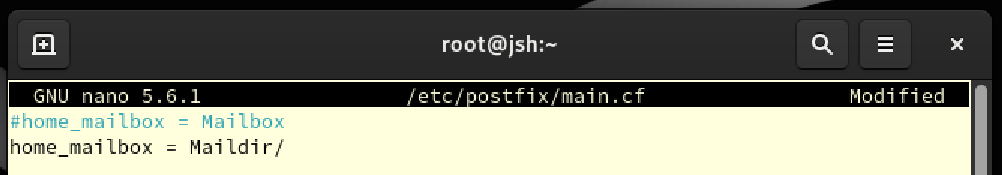 root@jsh:~
GNU nano 5.6.1 /etc/postfix/main.cf Modified
#home_mailbox = Mailbox
home_mailbox = Maildir/